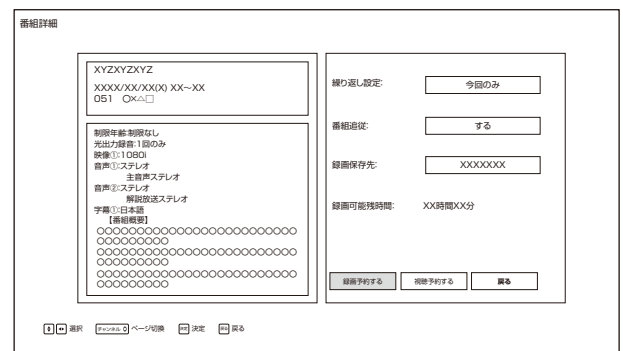 番組詳細
XYZXYZXYZ
XXXX/XX/XX(X) XX～XX
051 ○×△□
制限年齢:制限なし
光出力録音:1回のみ
映像①:1080i
音声①:ステレオ
主音声ステレオ
音声②:ステレオ
解説放送ステレオ
字幕①:日本語
【番組概要】
○○○○○○○○○○○○○○○○○○○○○○○○
○○○○○○○○○
○○○○○○○○○○○○○○○○○○○○○○○○
○○○○○○○○○
○○○○○○○○○○○○○○○○○○○○○○○○
○○○○○○○○○
繰り返し設定: 今回のみ
番組追従: する
録画保存先: XXXXXXX
録画可能残時間: XX時間XX分
録画予約する 視聴予約する 戻る
選択 チャンネル ページ切換 決定 決定 戻る 戻る